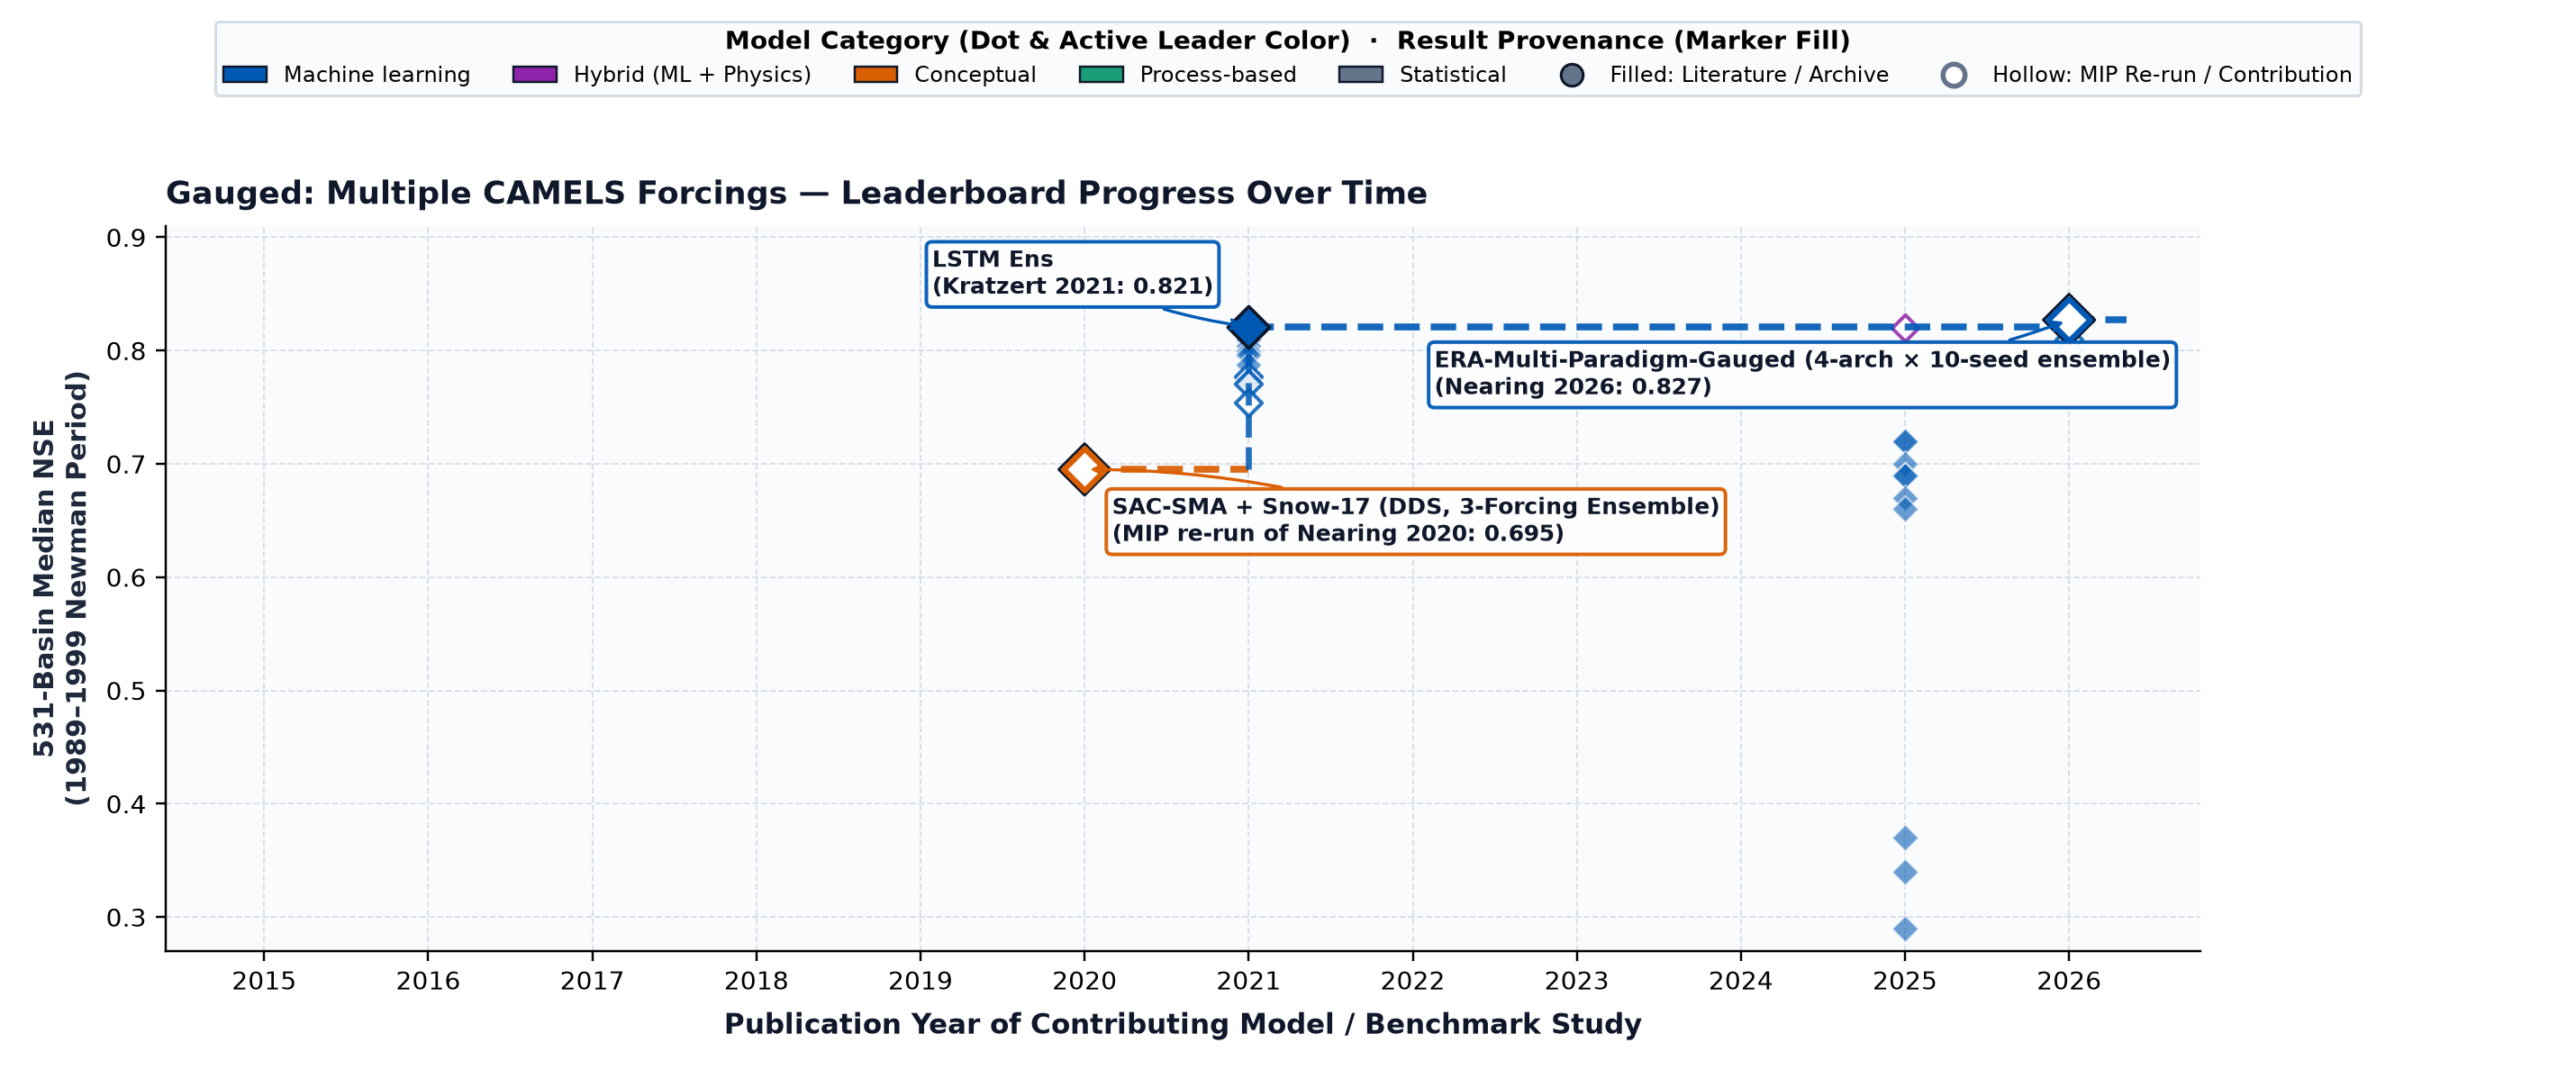 Model Category (Dot & Active Leader Color)  ·  Result Provenance (Marker Fill)
Machine learning
Hybrid (ML + Physics)
Conceptual
Process-based
Statistical
Filled: Literature / Archive
Hollow: MIP Re-run / Contribution
Gauged: Multiple CAMELS Forcings — Leaderboard Progress Over Time
531-Basin Median NSE
(1989–1999 Newman Period)
0.9
0.8
0.7
0.6
0.5
0.4
0.3
LSTM Ens
(Kratzert 2021: 0.821)
ERA-Multi-Paradigm-Gauged (4-arch × 10-seed ensemble)
(Nearing 2026: 0.827)
SAC-SMA + Snow-17 (DDS, 3-Forcing Ensemble)
(MIP re-run of Nearing 2020: 0.695)
2015
2016
2017
2018
2019
2020
2021
2022
2023
2024
2025
2026
Publication Year of Contributing Model / Benchmark Study